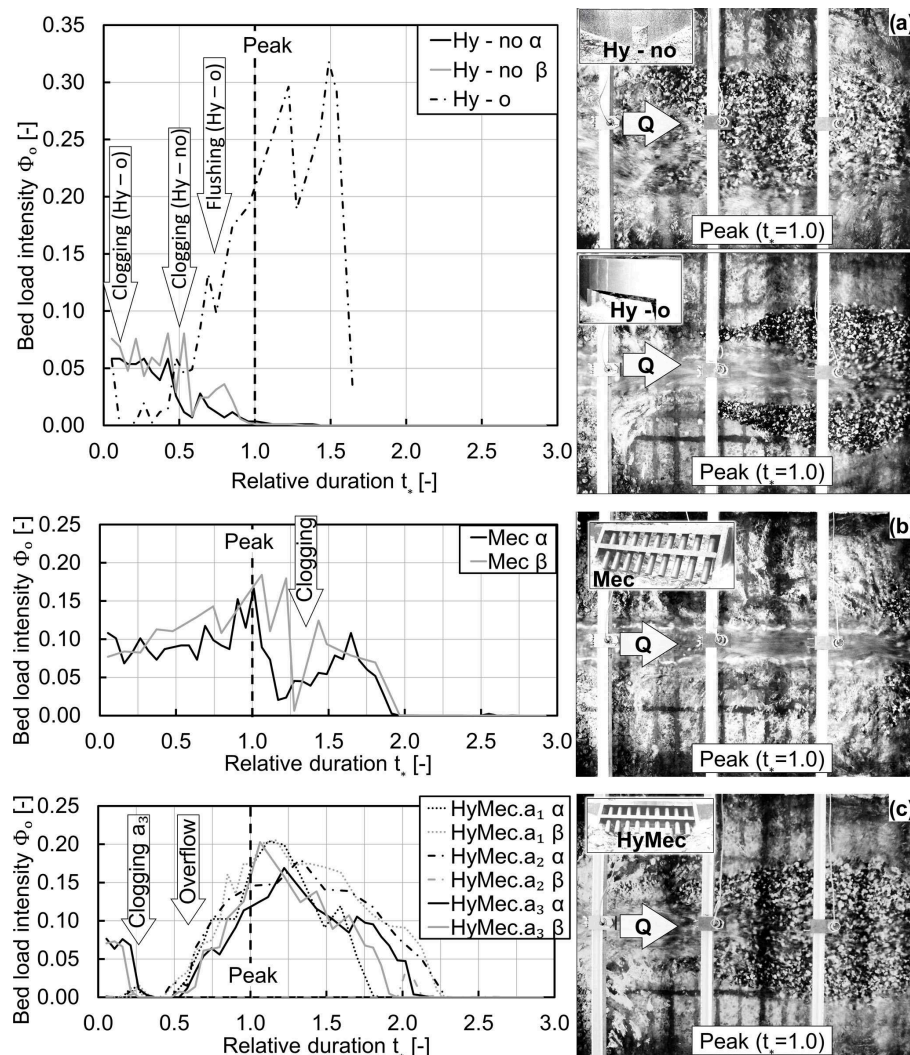 0.35
0.30
0.25
0.20
0.15
0.10
0.05
0.00
0.0 0.5 1.0 1.5 2.0 2.5 3.0
Bed load intensity Φₒ [-]
Relative duration t* [-]
Peak
Clogging (Hy – o)
Clogging (Hy – no)
Flushing (Hy – o)
Hy - no α
Hy - no β
Hy - o
(a)
Hy - no
Q
Peak (t*=1.0)
Hy - o
Q
Peak (t*=1.0)
0.25
0.20
0.15
0.10
0.05
0.00
0.0 0.5 1.0 1.5 2.0 2.5 3.0
Bed load intensity Φₒ [-]
Relative duration t* [-]
Peak
Clogging
Mec α
Mec β
(b)
Mec
Q
Peak (t*=1.0)
0.25
0.20
0.15
0.10
0.05
0.00
0.0 0.5 1.0 1.5 2.0 2.5 3.0
Bed load intensity Φₒ [-]
Relative duration t* [-]
Clogging a₃
Overflow
Peak
HyMec.a₁ α
HyMec.a₁ β
HyMec.a₂ α
HyMec.a₂ β
HyMec.a₃ α
HyMec.a₃ β
(c)
HyMec
Q
Peak (t*=1.0)